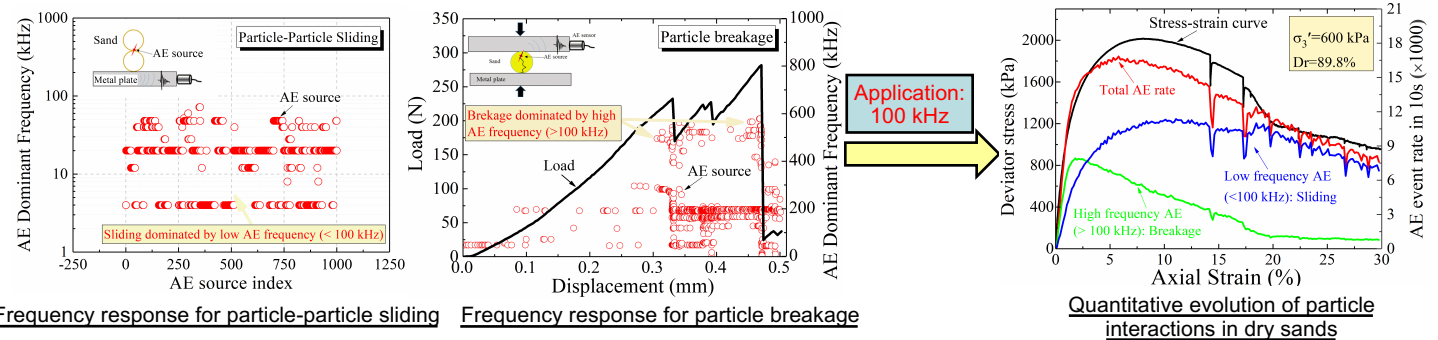 1000
100
10
1
AE Dominant Frequency (kHz)
-250
0
250
500
750
1000
1250
AE source index
Particle-Particle Sliding
Sand
AE source
Metal plate
AE source
Sliding dominated by low AE frequency (< 100 kHz)
Frequency response for particle-particle sliding
350
300
250
200
150
100
50
0
Load (N)
0.0
0.1
0.2
0.3
0.4
0.5
Displacement (mm)
1000
800
600
400
200
0
AE Dominant Frequency (kHz)
Particle breakage
AE sensor
AE source
Sand
Metal plate
Brekage dominated by high
AE frequency (>100 kHz)
Load
AE source
Frequency response for particle breakage
Application:
100 kHz
2000
1600
1200
800
400
0
Deviator stress (kPa)
0
5
10
15
20
25
30
Axial Strain (%)
21
18
15
12
9
6
3
0
AE event rate in 10s (×1000)
Stress-strain curve
σ3′=600 kPa
Dr=89.8%
Total AE rate
Low frequency AE
(<100 kHz): Sliding
High frequency AE
(> 100 kHz): Breakage
Quantitative evolution of particle
interactions in dry sands